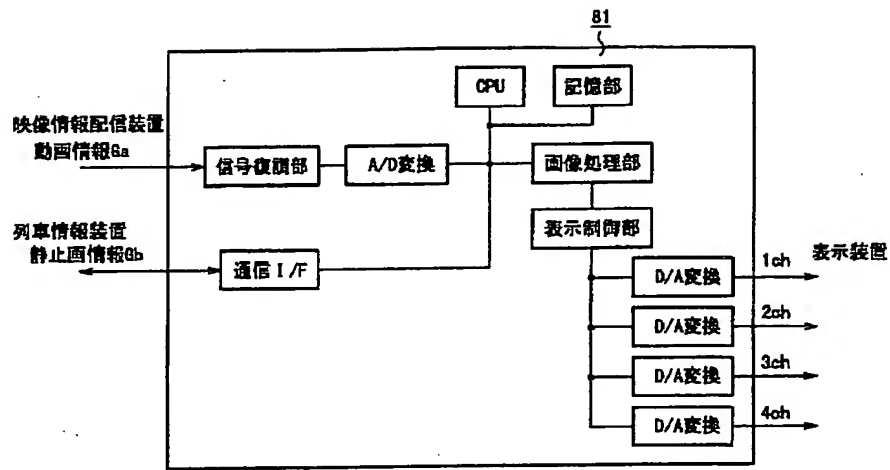 81
CPU
記憶部
映像情報配信装置
動画情報Ga
信号復調部
A/D変換
画像処理部
列車情報装置
静止画情報Gb
表示制御部
通信I/F
D/A変換
1ch
表示装置
D/A変換
2ch
D/A変換
3ch
D/A変換
4ch